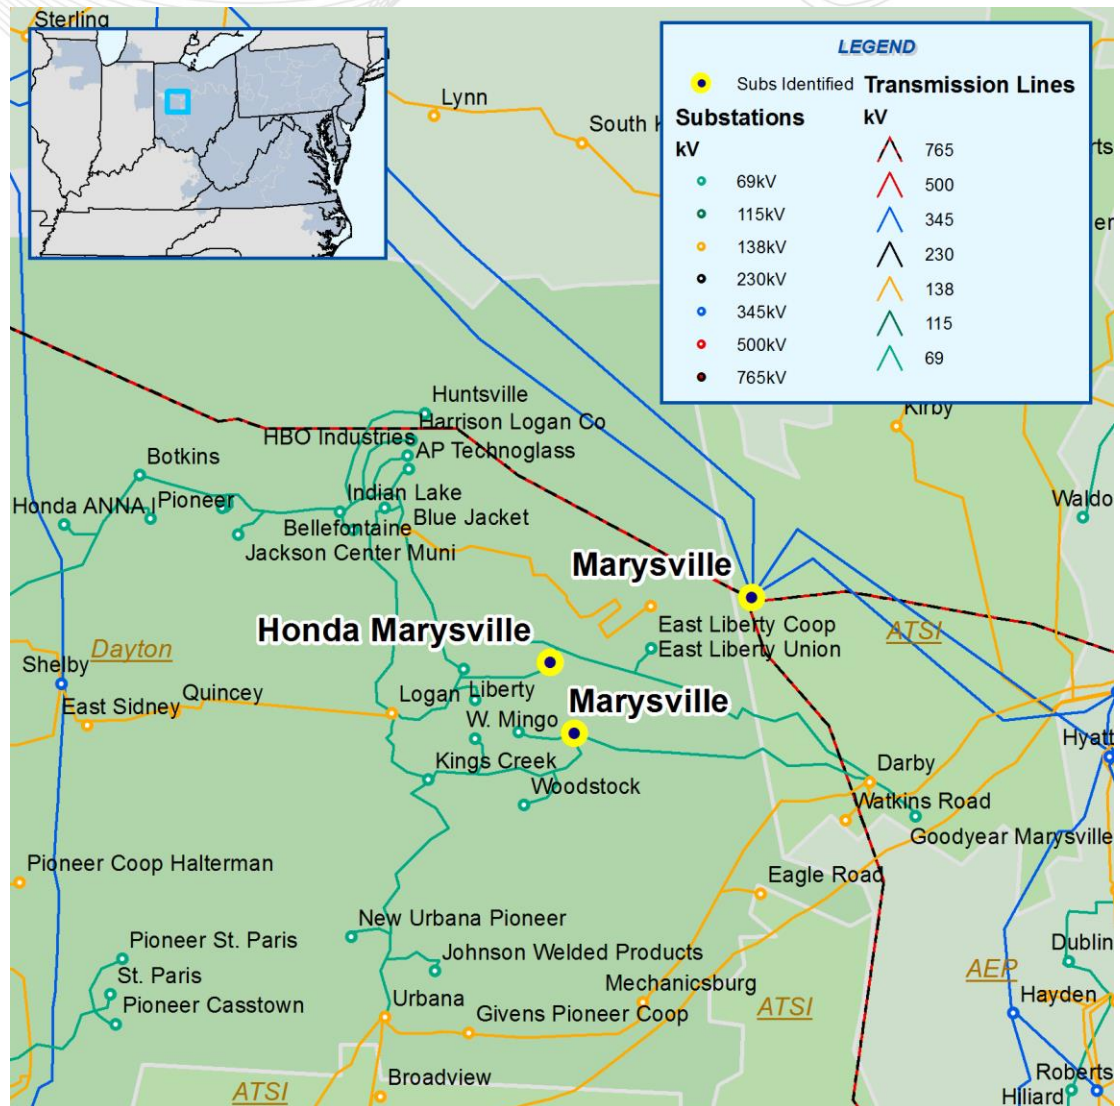 Sterling
Lynn
South
LEGEND
Subs Identified
Transmission Lines
Substations
kV
kV
69kV
115kV
138kV
230kV
345kV
500kV
765kV
765
500
345
230
138
115
69
Kirby
Huntsville
Harrison Logan Co
HBO Industries
AP Technoglass
Botkins
Indian Lake
Honda ANNA I
Pioneer
Blue Jacket
Bellefontaine
Jackson Center Muni
Waldo
Marysville
Honda Marysville
East Liberty Coop
East Liberty Union
ATSI
Dayton
Shelby
Quincey
East Sidney
Logan
Liberty
Marysville
W. Mingo
Hyatt
Kings Creek
Darby
Woodstock
Watkins Road
Goodyear Marysville
Pioneer Coop Halterman
Eagle Road
New Urbana Pioneer
Pioneer St. Paris
Johnson Welded Products
Dublin
St. Paris
Mechanicsburg
AEP
Pioneer Casstown
Urbana
Givens Pioneer Coop
ATSI
Hayden
Broadview
ATSI
Roberts
Hiliard